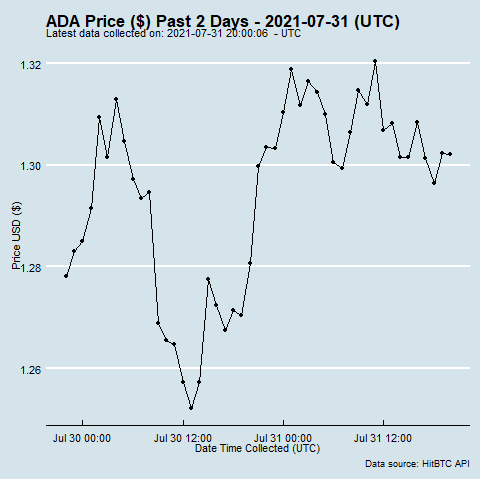 ADA Price ($) Past 2 Days - 2021-07-31 (UTC)
Latest data collected on: 2021-07-31 20:00:06 - UTC
1.32
1.30
1.28
1.26
Price USD ($)
Jul 30 00:00 Jul 30 12:00 Jul 31 00:00 Jul 31 12:00
Date Time Collected (UTC)
Data source: HitBTC API